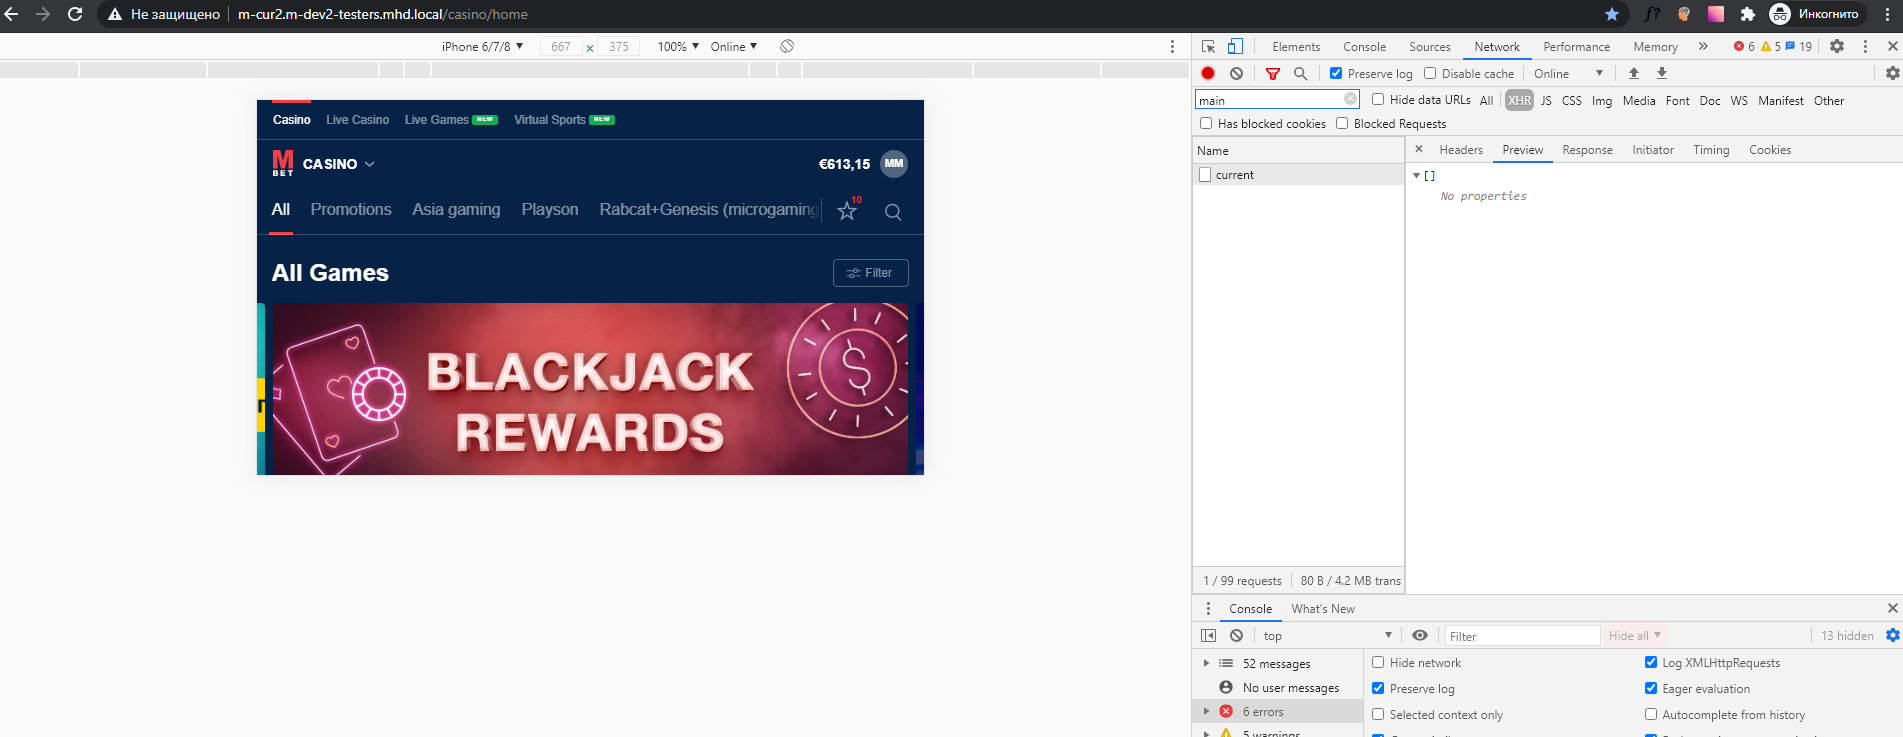 Не защищено m-cur2.m-dev2-testers.mhd.local/casino/home
f? Инкогнито
iPhone 6/7/8 667 × 375 100% Online
Casino Live Casino Live Games NEW Virtual Sports NEW
M BET CASINO €613,15 MM
All Promotions Asia gaming Playson Rabcat+Genesis (microgaming 10
All Games Filter
BLACKJACK
REWARDS
Elements Console Sources Network Performance Memory 6 5 19
Preserve log Disable cache Online
main Hide data URLs All XHR JS CSS Img Media Font Doc WS Manifest Other
Has blocked cookies Blocked Requests
Name × Headers Preview Response Initiator Timing Cookies
current
[]
No properties
1 / 99 requests 80 B / 4.2 MB trans
Console What's New
top Filter Hide all 13 hidden
52 messages Hide network Log XMLHttpRequests
No user messages Preserve log Eager evaluation
6 errors Selected context only Autocomplete from history
5 warnings